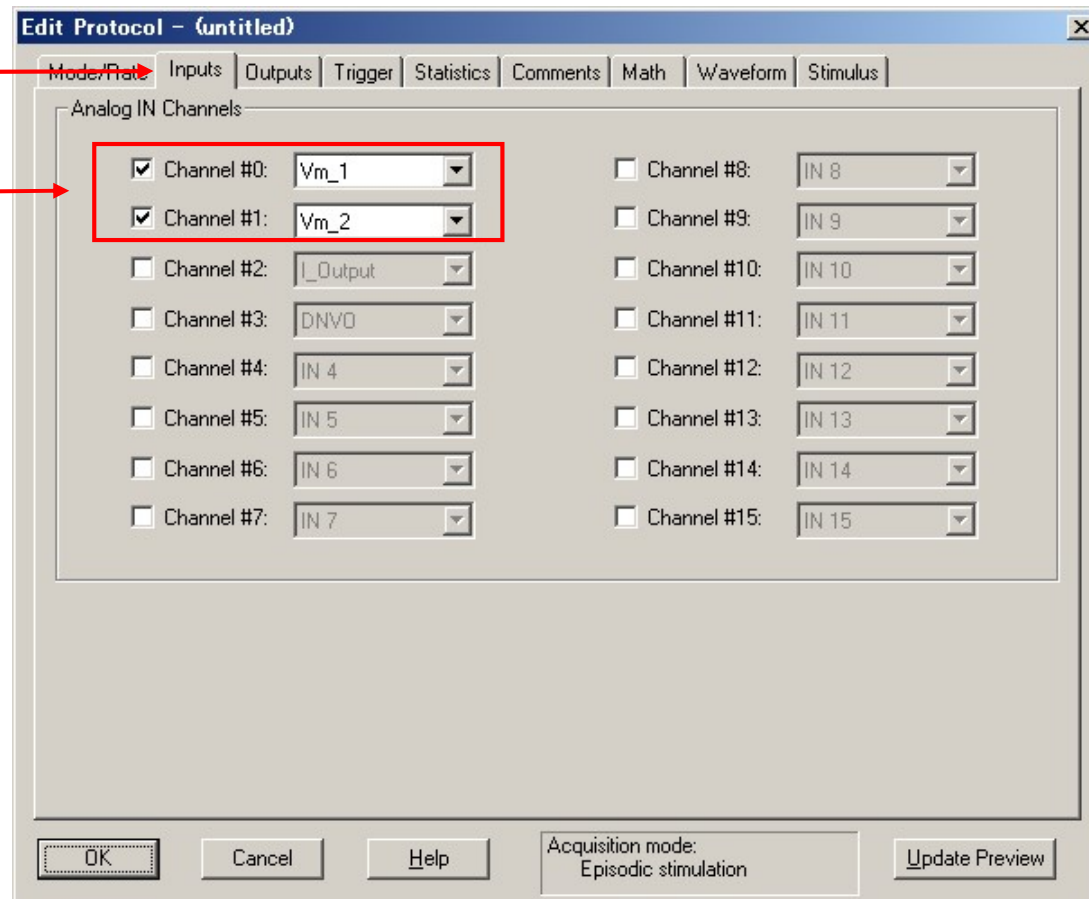 Edit Protocol - (untitled)
Mode/Rate Inputs Outputs Trigger Statistics Comments Math Waveform Stimulus
Analog IN Channels
Channel #0: Vm_1
Channel #1: Vm_2
Channel #2: I_Output
Channel #3: DNVO
Channel #4: IN 4
Channel #5: IN 5
Channel #6: IN 6
Channel #7: IN 7
Channel #8: IN 8
Channel #9: IN 9
Channel #10: IN 10
Channel #11: IN 11
Channel #12: IN 12
Channel #13: IN 13
Channel #14: IN 14
Channel #15: IN 15
OK Cancel Help
Acquisition mode:
Episodic stimulation
Update Preview